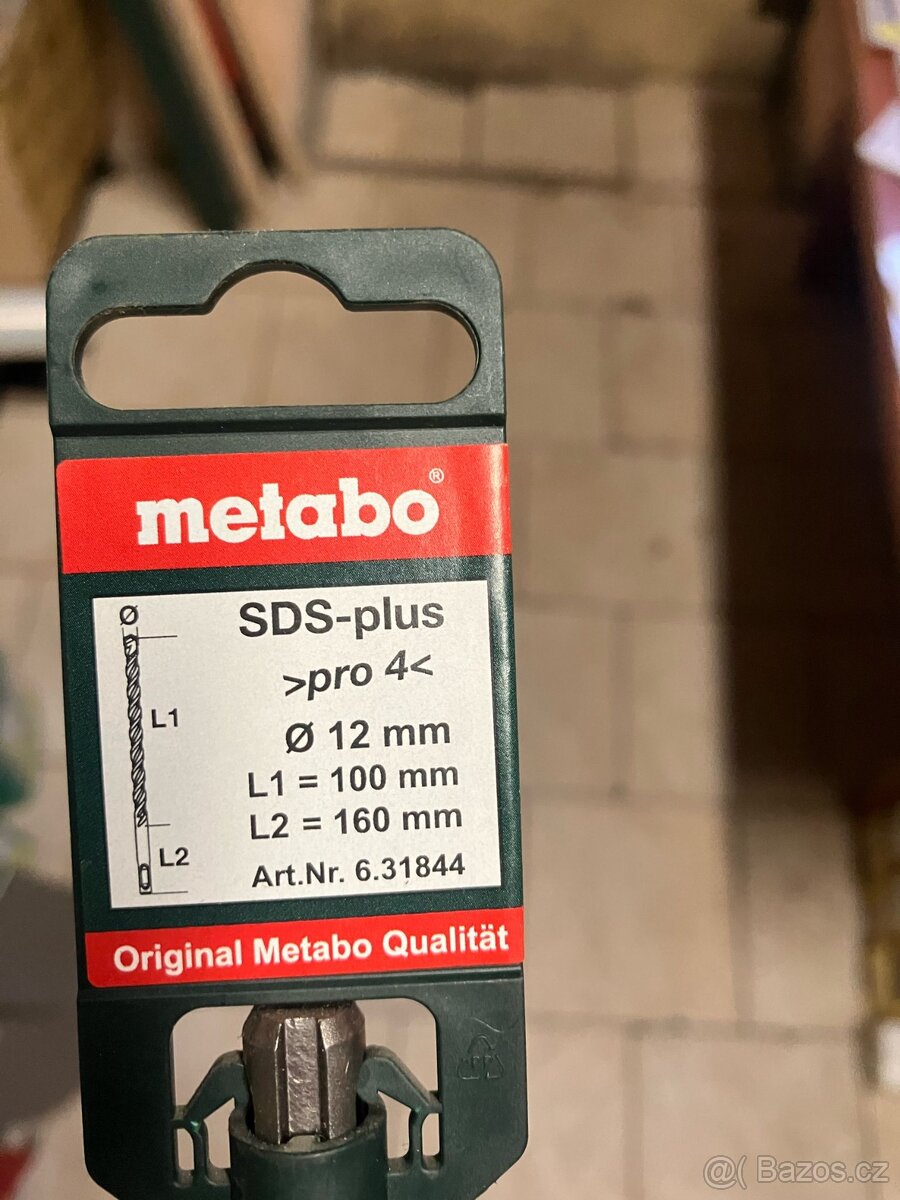 metabo®
SDS-plus
>pro 4<
Ø
Ø 12 mm
L1
L1 = 100 mm
L2 = 160 mm
L2
Art.Nr. 6.31844
Original Metabo Qualität
@( Bazos.cz